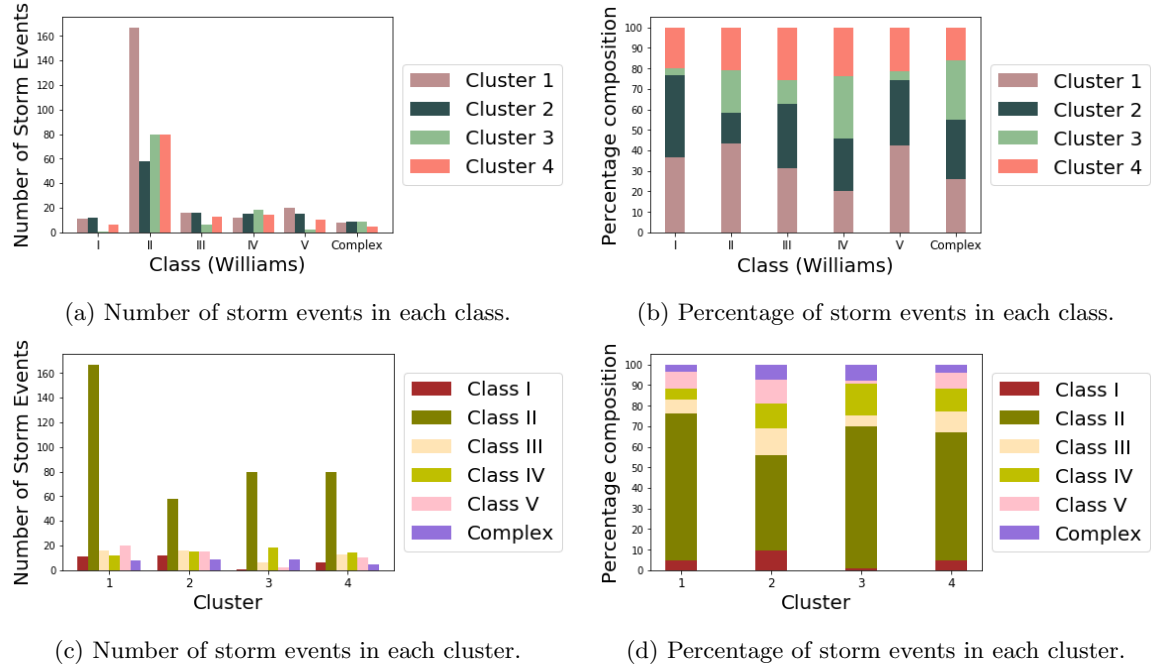 Number of Storm Events
160
140
120
100
80
60
40
20
0
I II III IV V Complex
Class (Williams)
Cluster 1
Cluster 2
Cluster 3
Cluster 4
(a) Number of storm events in each class.
Percentage composition
100
90
80
70
60
50
40
30
20
10
0
I II III IV V Complex
Class (Williams)
Cluster 1
Cluster 2
Cluster 3
Cluster 4
(b) Percentage of storm events in each class.
Number of Storm Events
160
140
120
100
80
60
40
20
0
1 2 3 4
Cluster
Class I
Class II
Class III
Class IV
Class V
Complex
(c) Number of storm events in each cluster.
Percentage composition
100
90
80
70
60
50
40
30
20
10
0
1 2 3 4
Cluster
Class I
Class II
Class III
Class IV
Class V
Complex
(d) Percentage of storm events in each cluster.